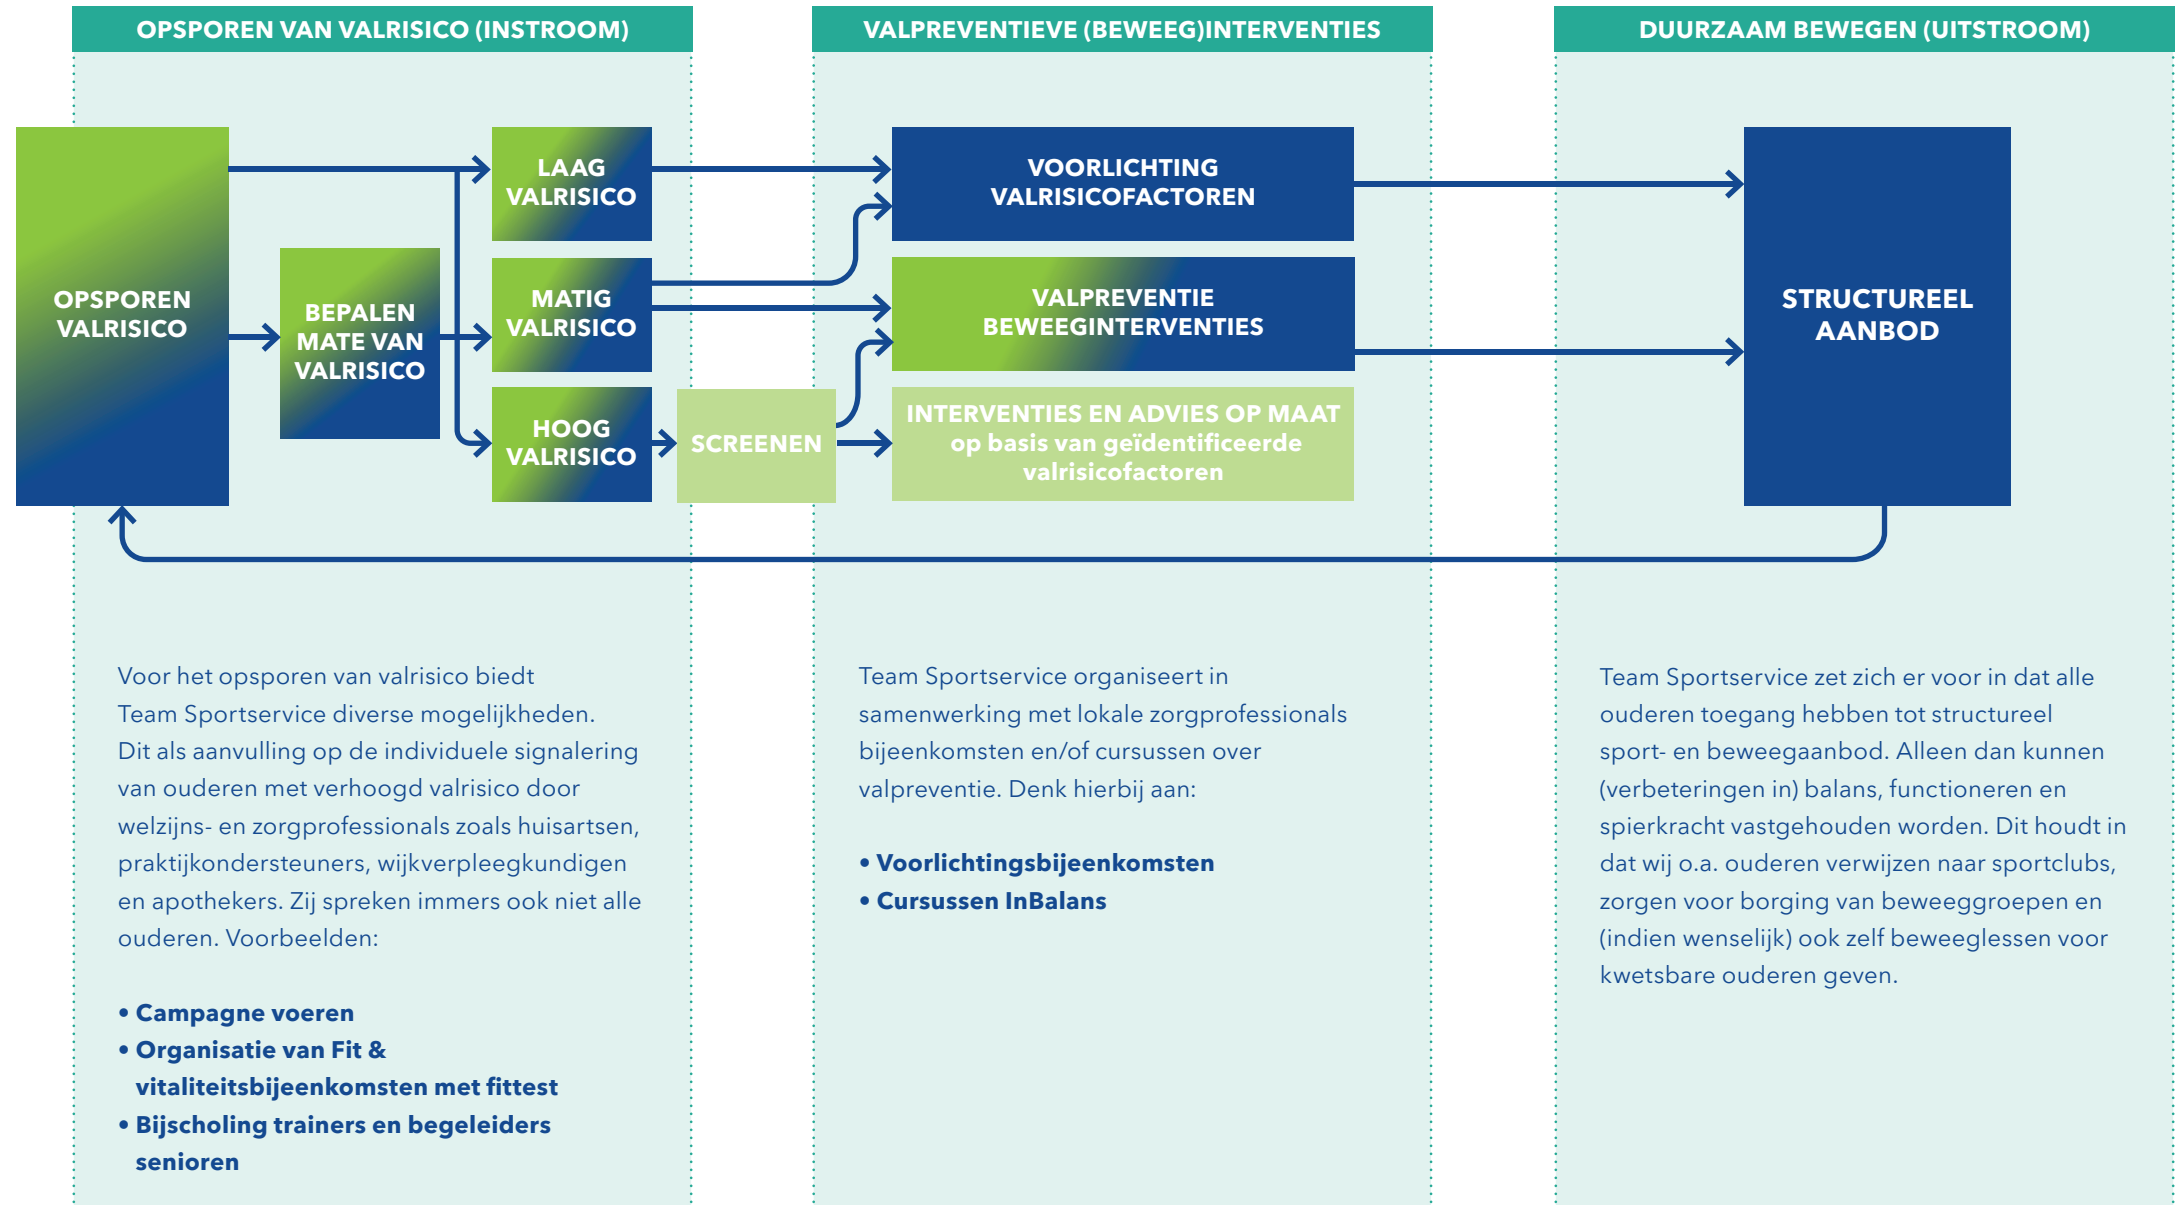 OPSPOREN VAN VALRISICO (INSTROOM)
VALPREVENTIEVE (BEWEEG)INTERVENTIES
DUURZAAM BEWEGEN (UITSTROOM)
OPSPOREN
VALRISICO
BEPALEN
MATE VAN
VALRISICO
LAAG
VALRISICO
MATIG
VALRISICO
HOOG
VALRISICO
SCREENEN
VOORLICHTING
VALRISICOFACTOREN
VALPREVENTIE
BEWEEGINTERVENTIES
INTERVENTIES EN ADVIES OP MAAT
op basis van geïdentificeerde
valrisicofactoren
STRUCTUREEL
AANBOD
Voor het opsporen van valrisico biedt
Team Sportservice diverse mogelijkheden.
Dit als aanvulling op de individuele signalering
van ouderen met verhoogd valrisico door
welzijns- en zorgprofessionals zoals huisartsen,
praktijkondersteuners, wijkverpleegkundigen
en apothekers. Zij spreken immers ook niet alle
ouderen. Voorbeelden:
• Campagne voeren
• Organisatie van Fit &
vitaliteitsbijeenkomsten met fittest
• Bijscholing trainers en begeleiders
senioren
Team Sportservice organiseert in
samenwerking met lokale zorgprofessionals
bijeenkomsten en/of cursussen over
valpreventie. Denk hierbij aan:
• Voorlichtingsbijeenkomsten
• Cursussen InBalans
Team Sportservice zet zich er voor in dat alle
ouderen toegang hebben tot structureel
sport- en beweegaanbod. Alleen dan kunnen
(verbeteringen in) balans, functioneren en
spierkracht vastgehouden worden. Dit houdt in
dat wij o.a. ouderen verwijzen naar sportclubs,
zorgen voor borging van beweeggroepen en
(indien wenselijk) ook zelf beweeglessen voor
kwetsbare ouderen geven.